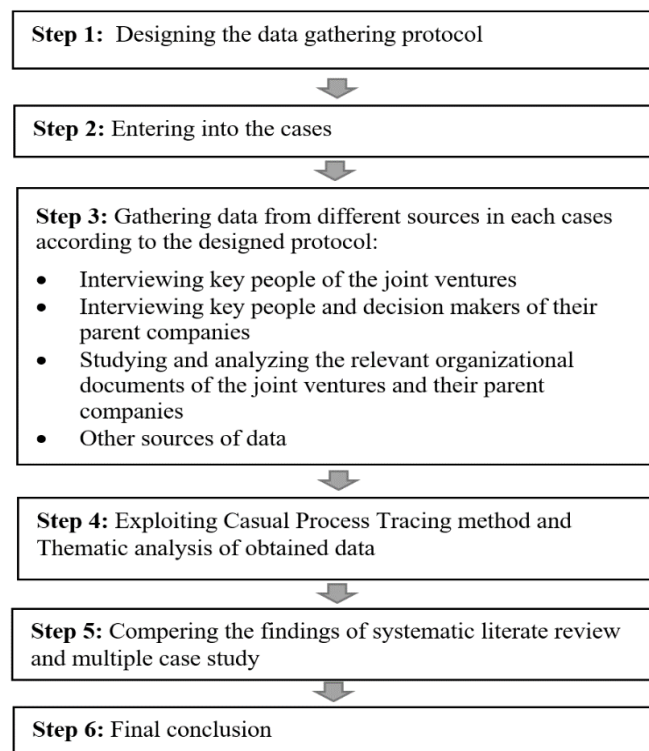 Step 1:  Designing the data gathering protocol
Step 2: Entering into the cases
Step 3: Gathering data from different sources in each cases
according to the designed protocol:
• Interviewing key people of the joint ventures
• Interviewing key people and decision makers of their
parent companies
• Studying and analyzing the relevant organizational
documents of the joint ventures and their parent
companies
• Other sources of data
Step 4: Exploiting Casual Process Tracing method and
Thematic analysis of obtained data
Step 5: Compering the findings of systematic literate review
and multiple case study
Step 6: Final conclusion